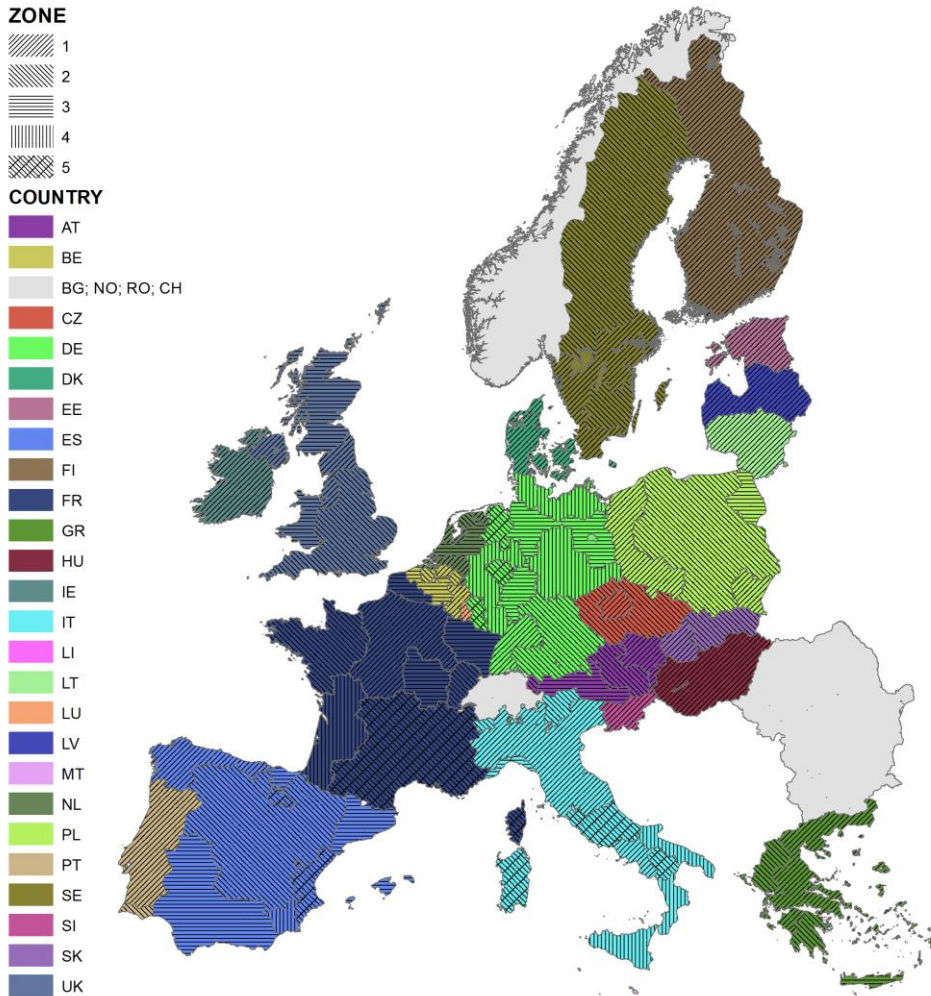 ZONE
1
2
3
4
5
COUNTRY
AT
BE
BG; NO; RO; CH
CZ
DE
DK
EE
ES
FI
FR
GR
HU
IE
IT
LI
LT
LU
LV
MT
NL
PL
PT
SE
SI
SK
UK